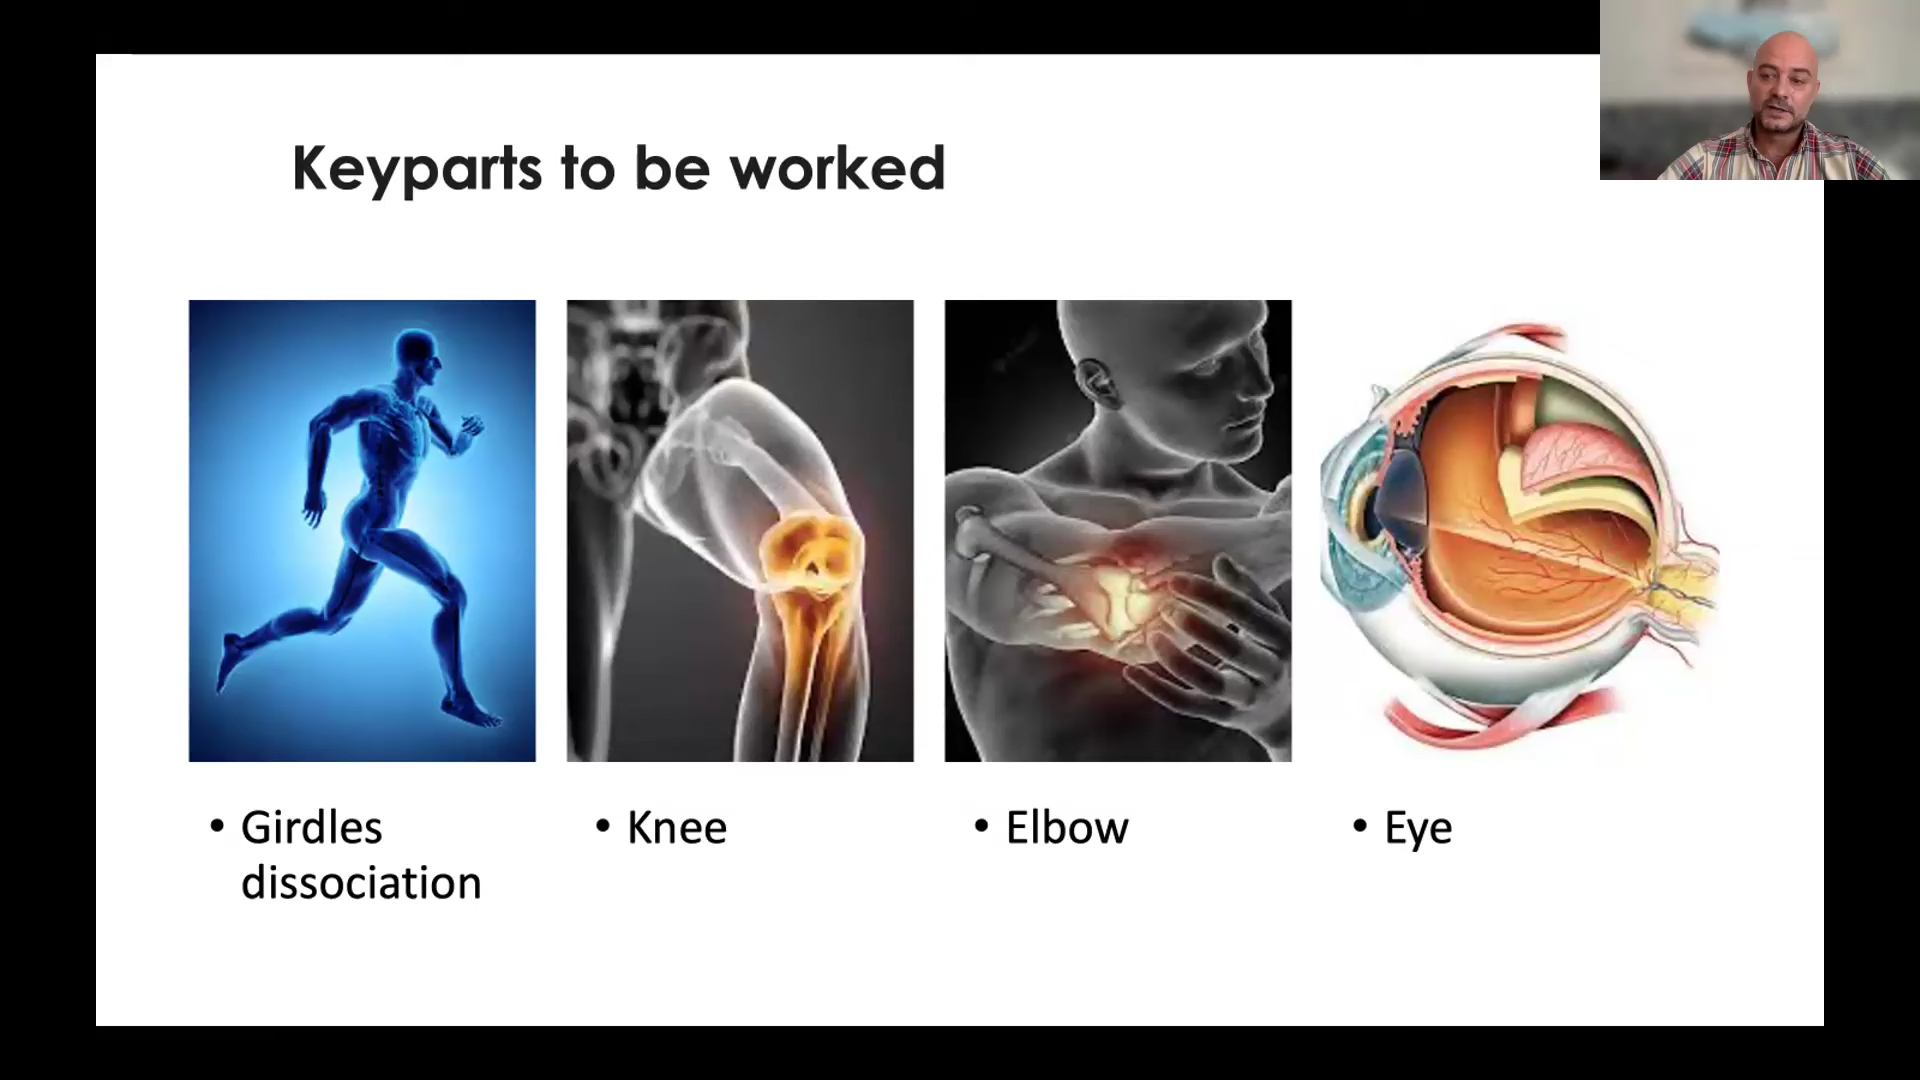 Keyparts to be worked
• Girdles
dissociation
• Knee
• Elbow
• Eye